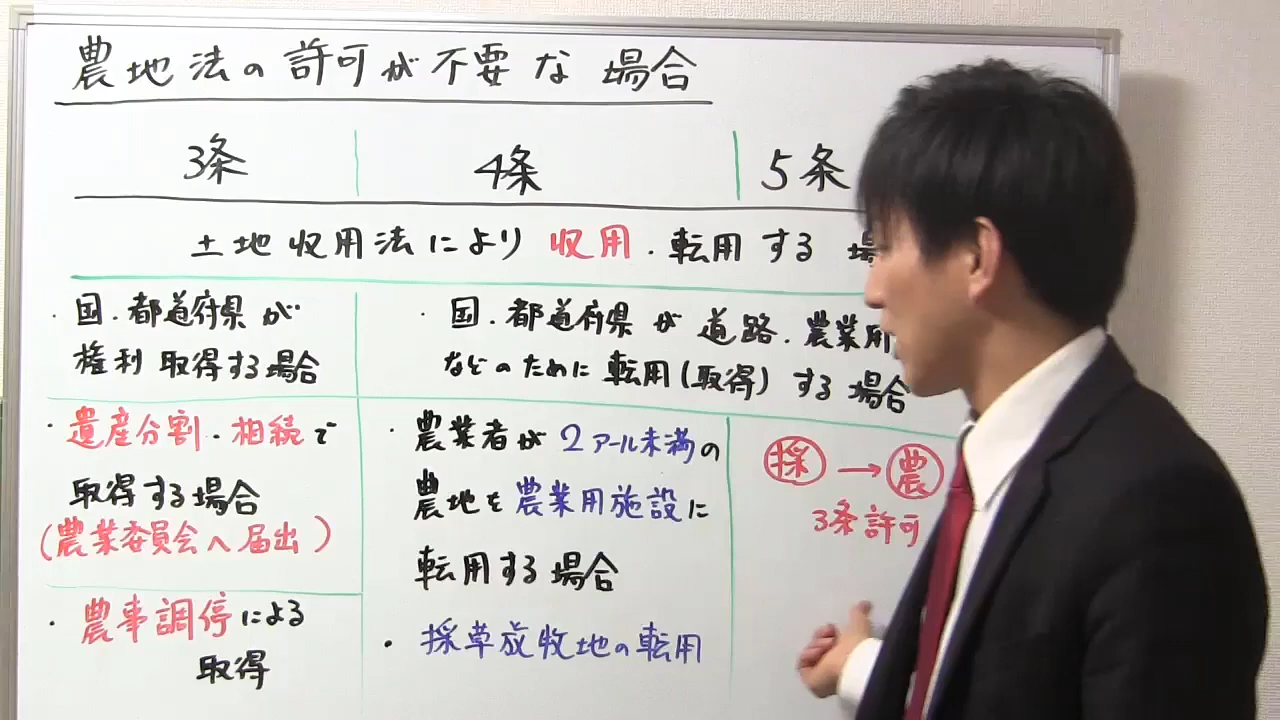 農地法の許可が不要な場合
3条
4条
5条
土地収用法により収用・転用する場
・国・都道府県が
権利取得する場合
・国・都道府県が道路・農業用
などのために転用(取得)する場合
・遺産分割・相続で
取得する場合
(農業委員会へ届出)
・農事調停による
取得
・農業者が2アール未満の
農地を農業用施設に
転用する場合
・採草放牧地の転用
採→農
3条許可